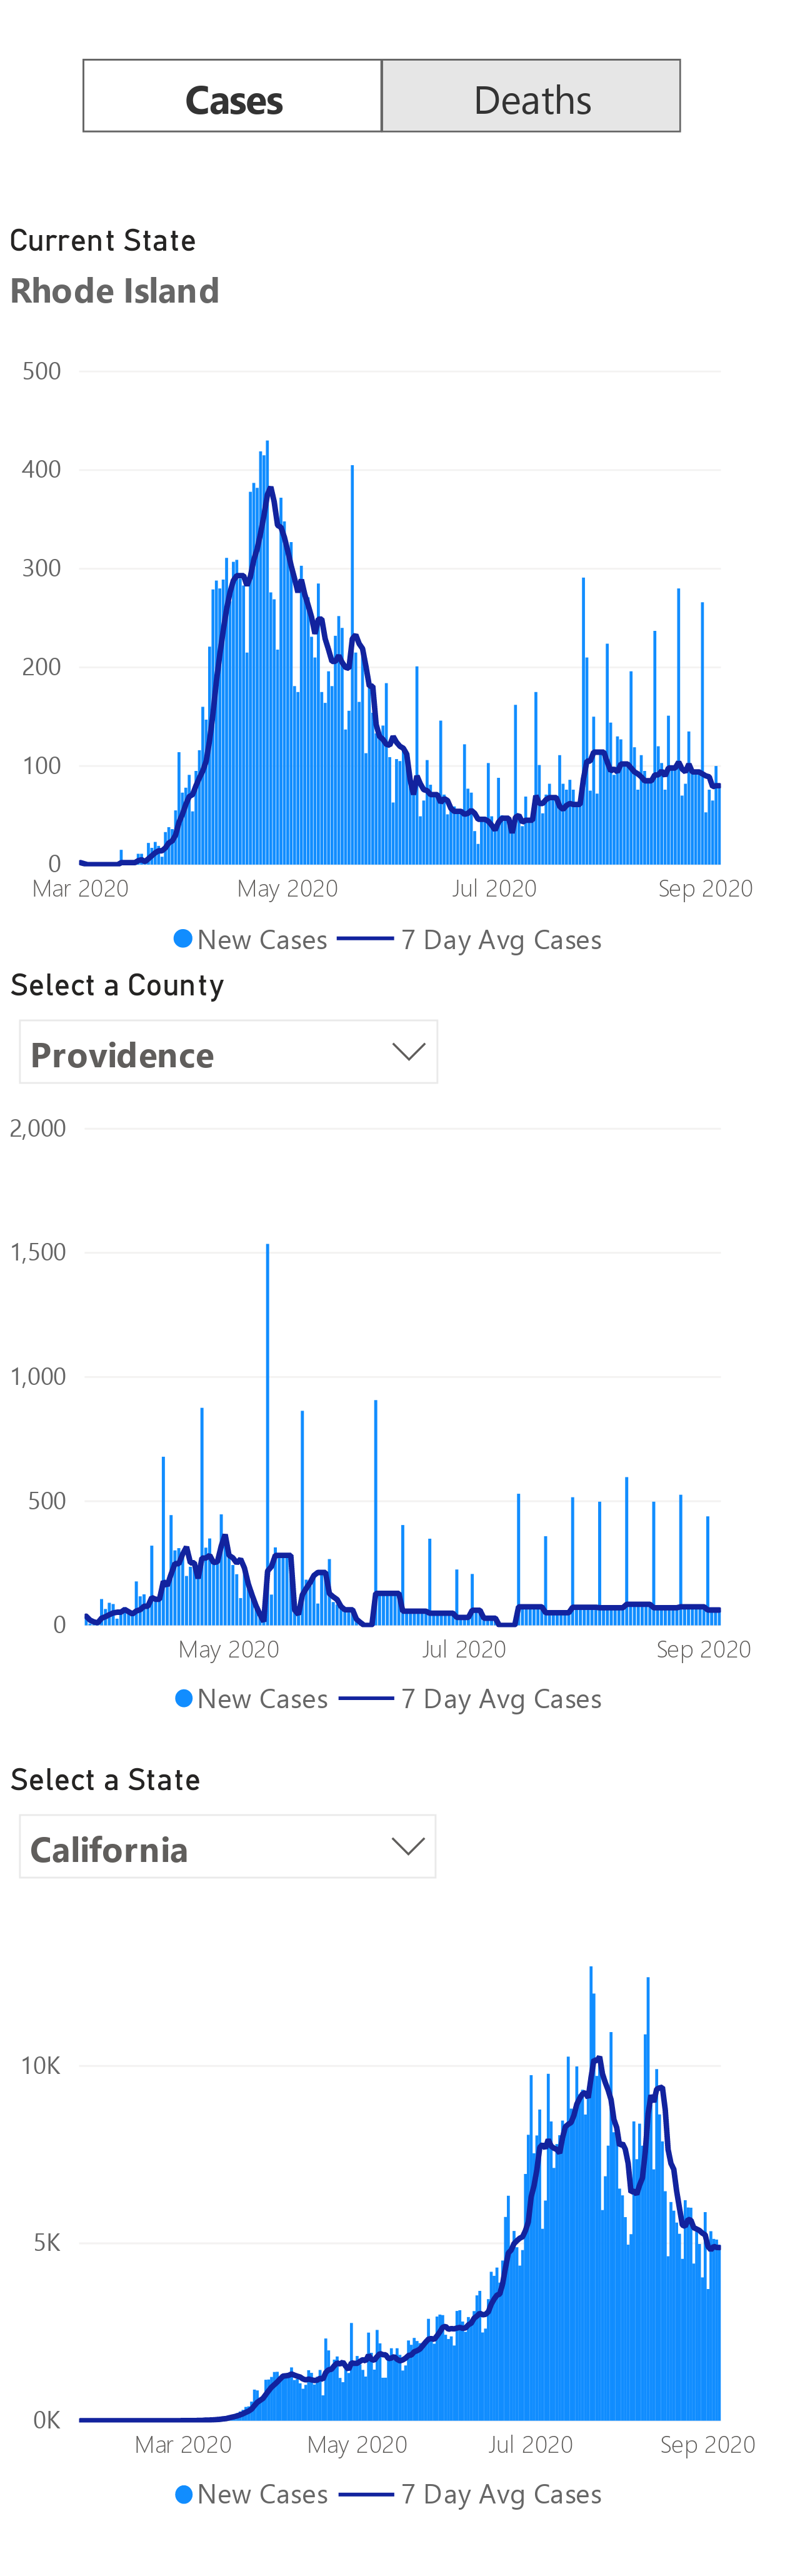 Cases Deaths
Current State
Rhode Island
500
400
300
200
100
0
Mar 2020 May 2020 Jul 2020 Sep 2020
New Cases 7 Day Avg Cases
Select a County
Providence
2,000
1,500
1,000
500
0
May 2020 Jul 2020 Sep 2020
New Cases 7 Day Avg Cases
Select a State
California
10K
5K
0K
Mar 2020 May 2020 Jul 2020 Sep 2020
New Cases 7 Day Avg Cases